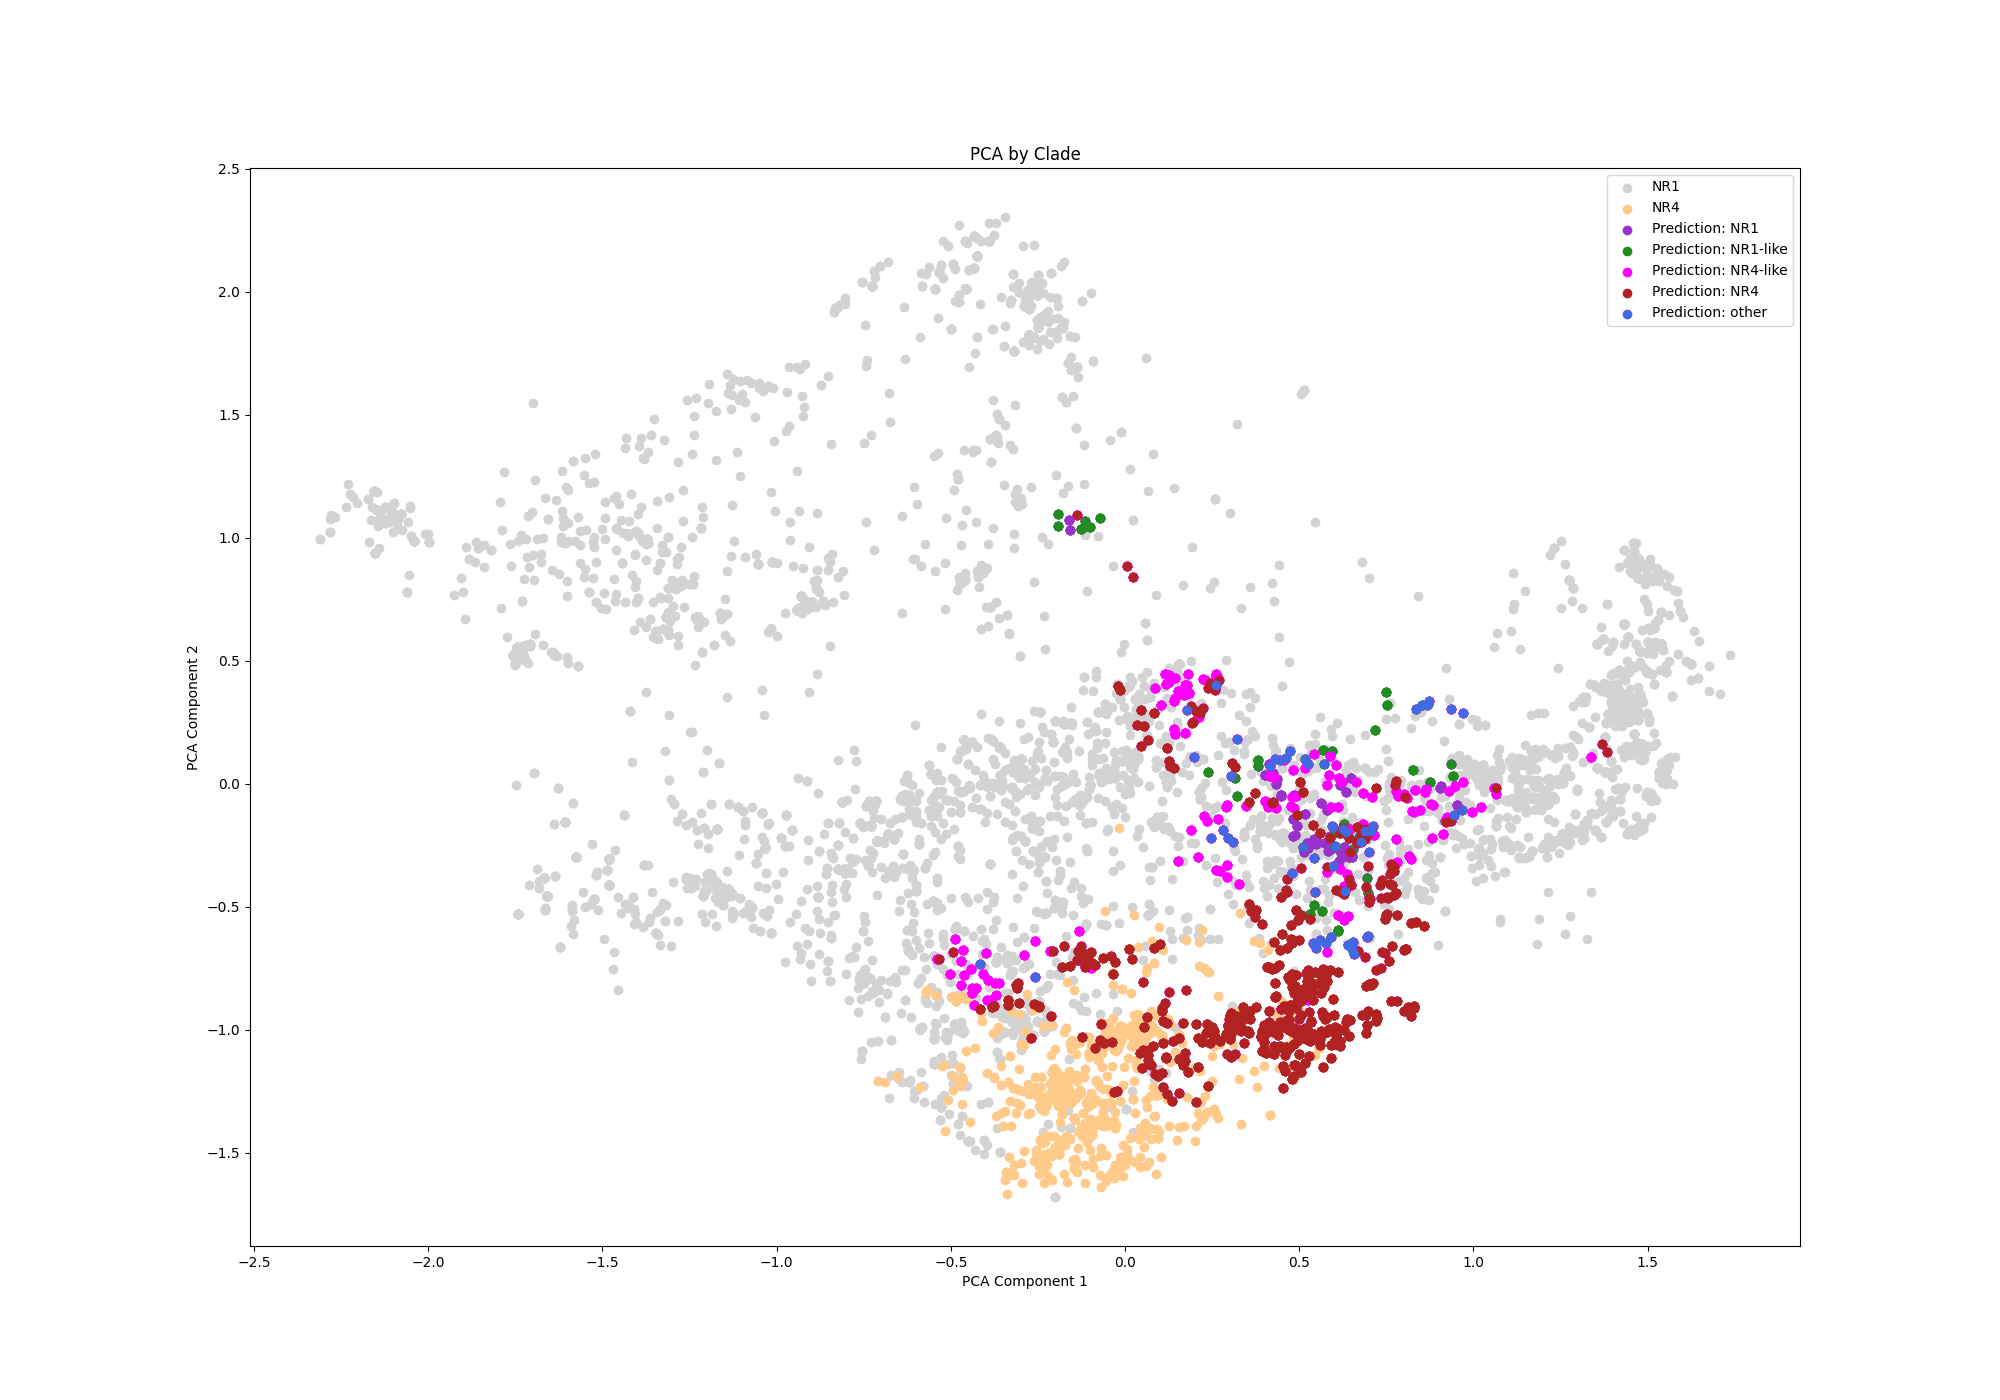 PCA by Clade
2.5
2.0
1.5
1.0
0.5
0.0
−0.5
−1.0
−1.5
PCA Component 2
NR1
NR4
Prediction: NR1
Prediction: NR1-like
Prediction: NR4-like
Prediction: NR4
Prediction: other
−2.5 −2.0 −1.5 −1.0 −0.5 0.0 0.5 1.0 1.5
PCA Component 1